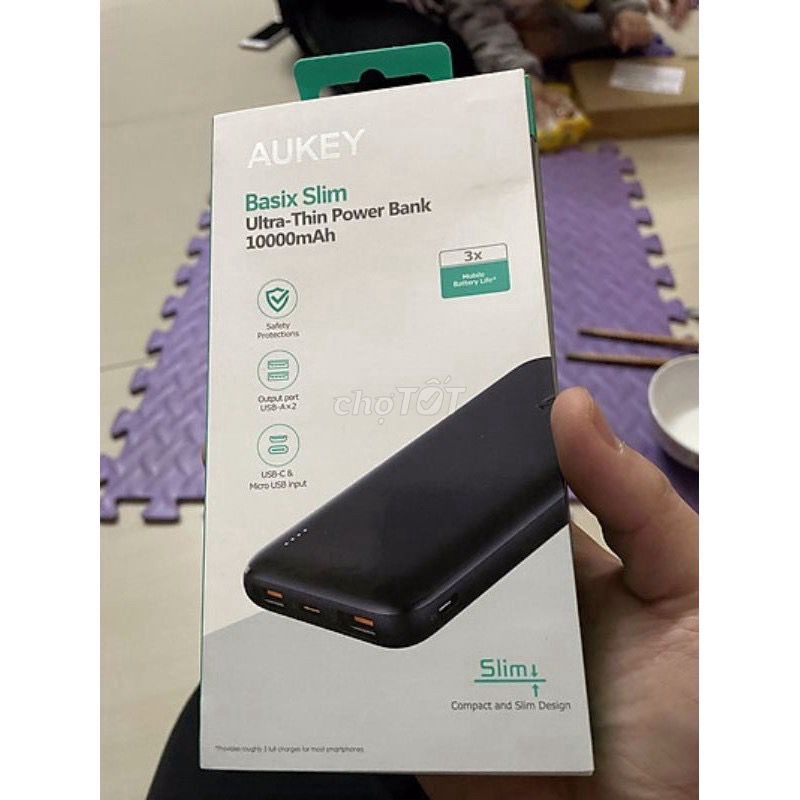 AUKEY
Basix Slim
Ultra-Thin Power Bank
10000mAh
3x
Mobile
Battery Life*
Safety
Protections
Output port
USB-A×2
USB-C &
Micro USB input
chợTỐT
Slim
Compact and Slim Design
*Provides roughly 3 full charges for most smartphones.